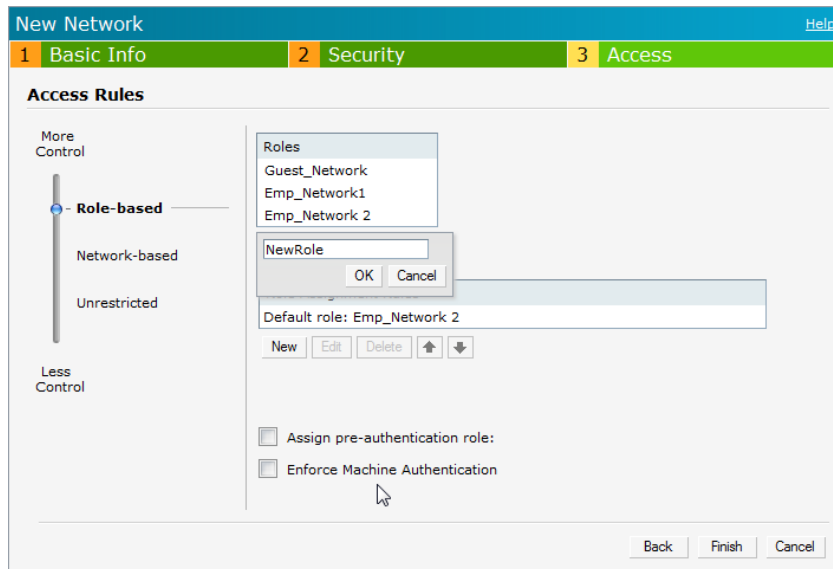 New Network
Help
1 Basic Info
2 Security
3 Access
Access Rules
More
Control
Role-based
Network-based
Unrestricted
Less
Control
Roles
Guest_Network
Emp_Network1
Emp_Network 2
NewRole
OK Cancel
Default role: Emp_Network 2
New Edit Delete
Assign pre-authentication role:
Enforce Machine Authentication
Back Finish Cancel